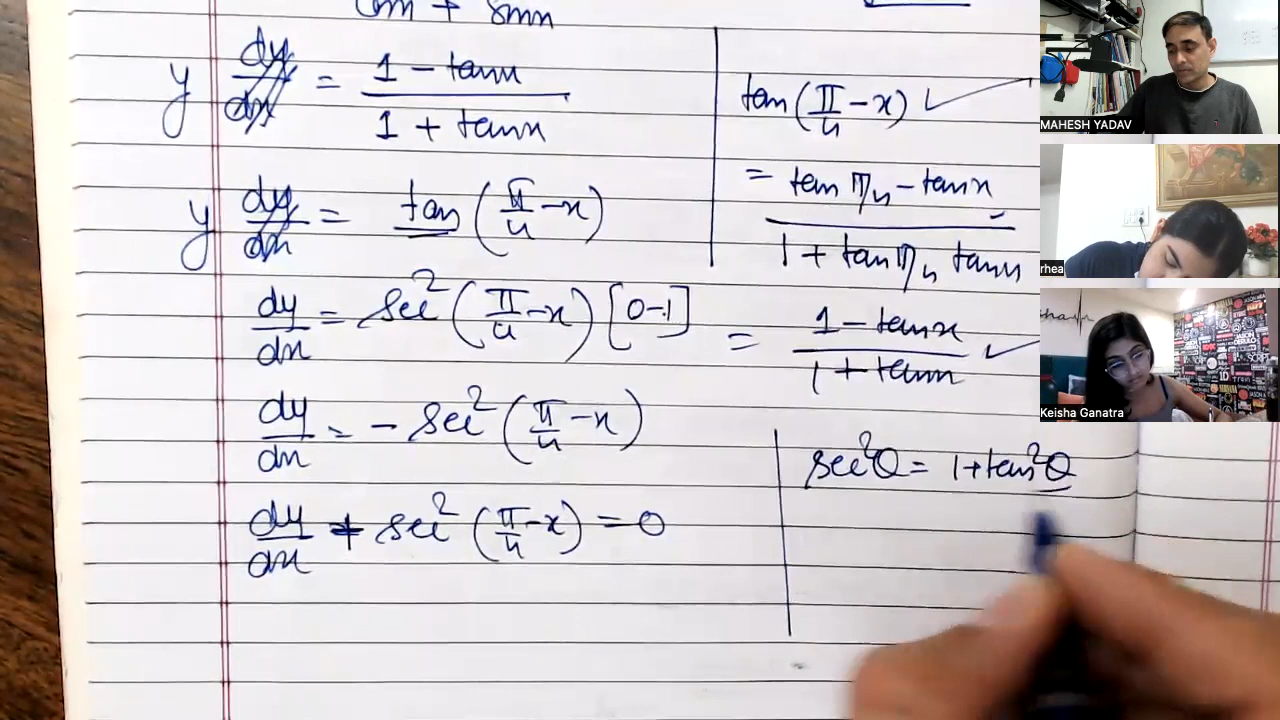 y dy/dx = 1 - tanx / 1 + tanx
y dy/dx = tan (π/4 - x)
dy/dx = sec² (π/4 - x) [0-1]
dy/dx = - sec² (π/4 - x)
dy/dx + sec² (π/4 - x) = 0
tan (π/4 - x) ✓
= tan π/4 - tanx / 1 + tan π/4 tanx
= 1 - tanx / 1 + tanx ✓
sec²θ = 1 + tan²θ
MAHESH YADAV
rhea
Keisha Ganatra